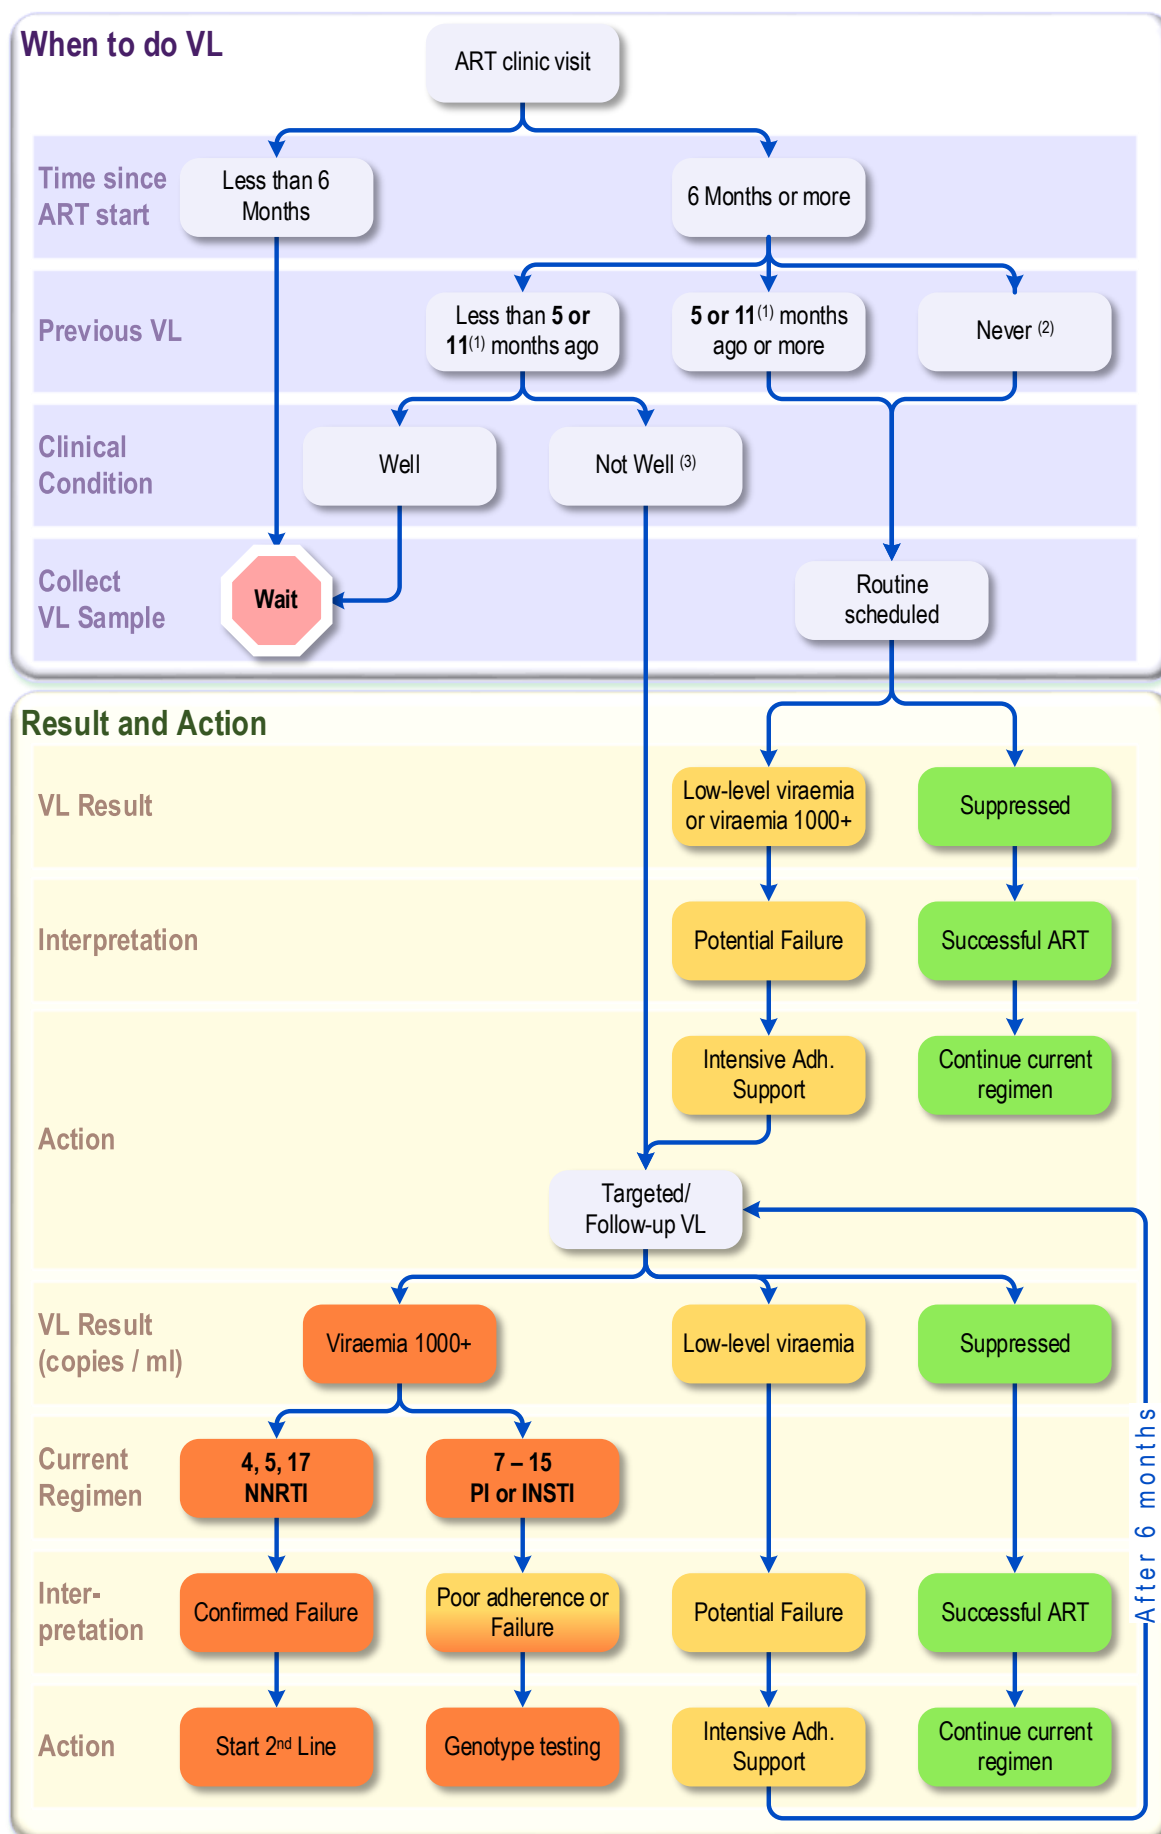 When to do VL
ART clinic visit
Time since
ART start
Less than 6
Months
6 Months or more
Previous VL
Less than 5 or
11(1) months ago
5 or 11(1) months
ago or more
Never (2)
Clinical
Condition
Well
Not Well (3)
Collect
VL Sample
Wait
Routine
scheduled
Result and Action
VL Result
Low-level viraemia
or viraemia 1000+
Suppressed
Interpretation
Potential Failure
Successful ART
Action
Intensive Adh.
Support
Continue current
regimen
Targeted/
Follow-up VL
VL Result
(copies / ml)
Viraemia 1000+
Low-level viraemia
Suppressed
Current
Regimen
4, 5, 17
NNRTI
7 – 15
PI or INSTI
After 6 months
Inter-
pretation
Confirmed Failure
Poor adherence or
Failure
Potential Failure
Successful ART
Action
Start 2nd Line
Genotype testing
Intensive Adh.
Support
Continue current
regimen